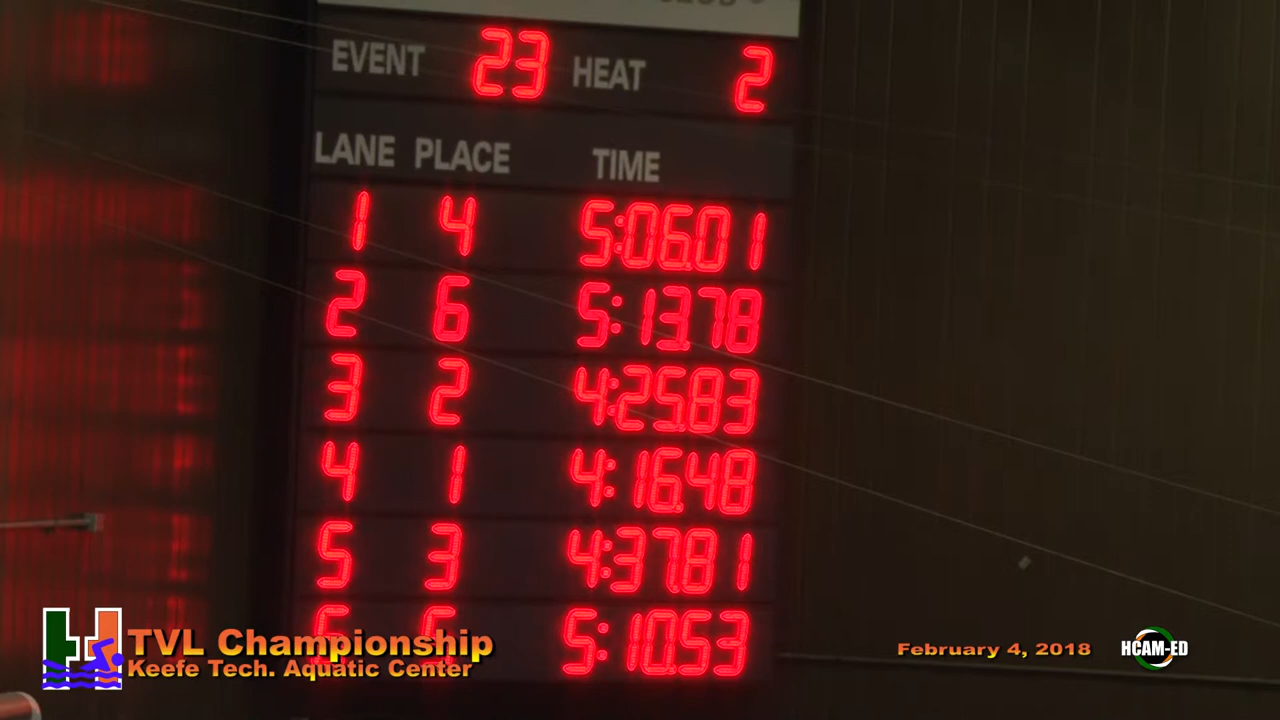 EVENT 23 HEAT 2
LANE PLACE TIME
1 4 5:06.01
2 6 5:13.78
3 2 4:25.83
4 1 4:16.48
5 3 4:37.81
5:10.53
TVL Championship
Keefe Tech. Aquatic Center
February 4, 2018
HCAM-ED